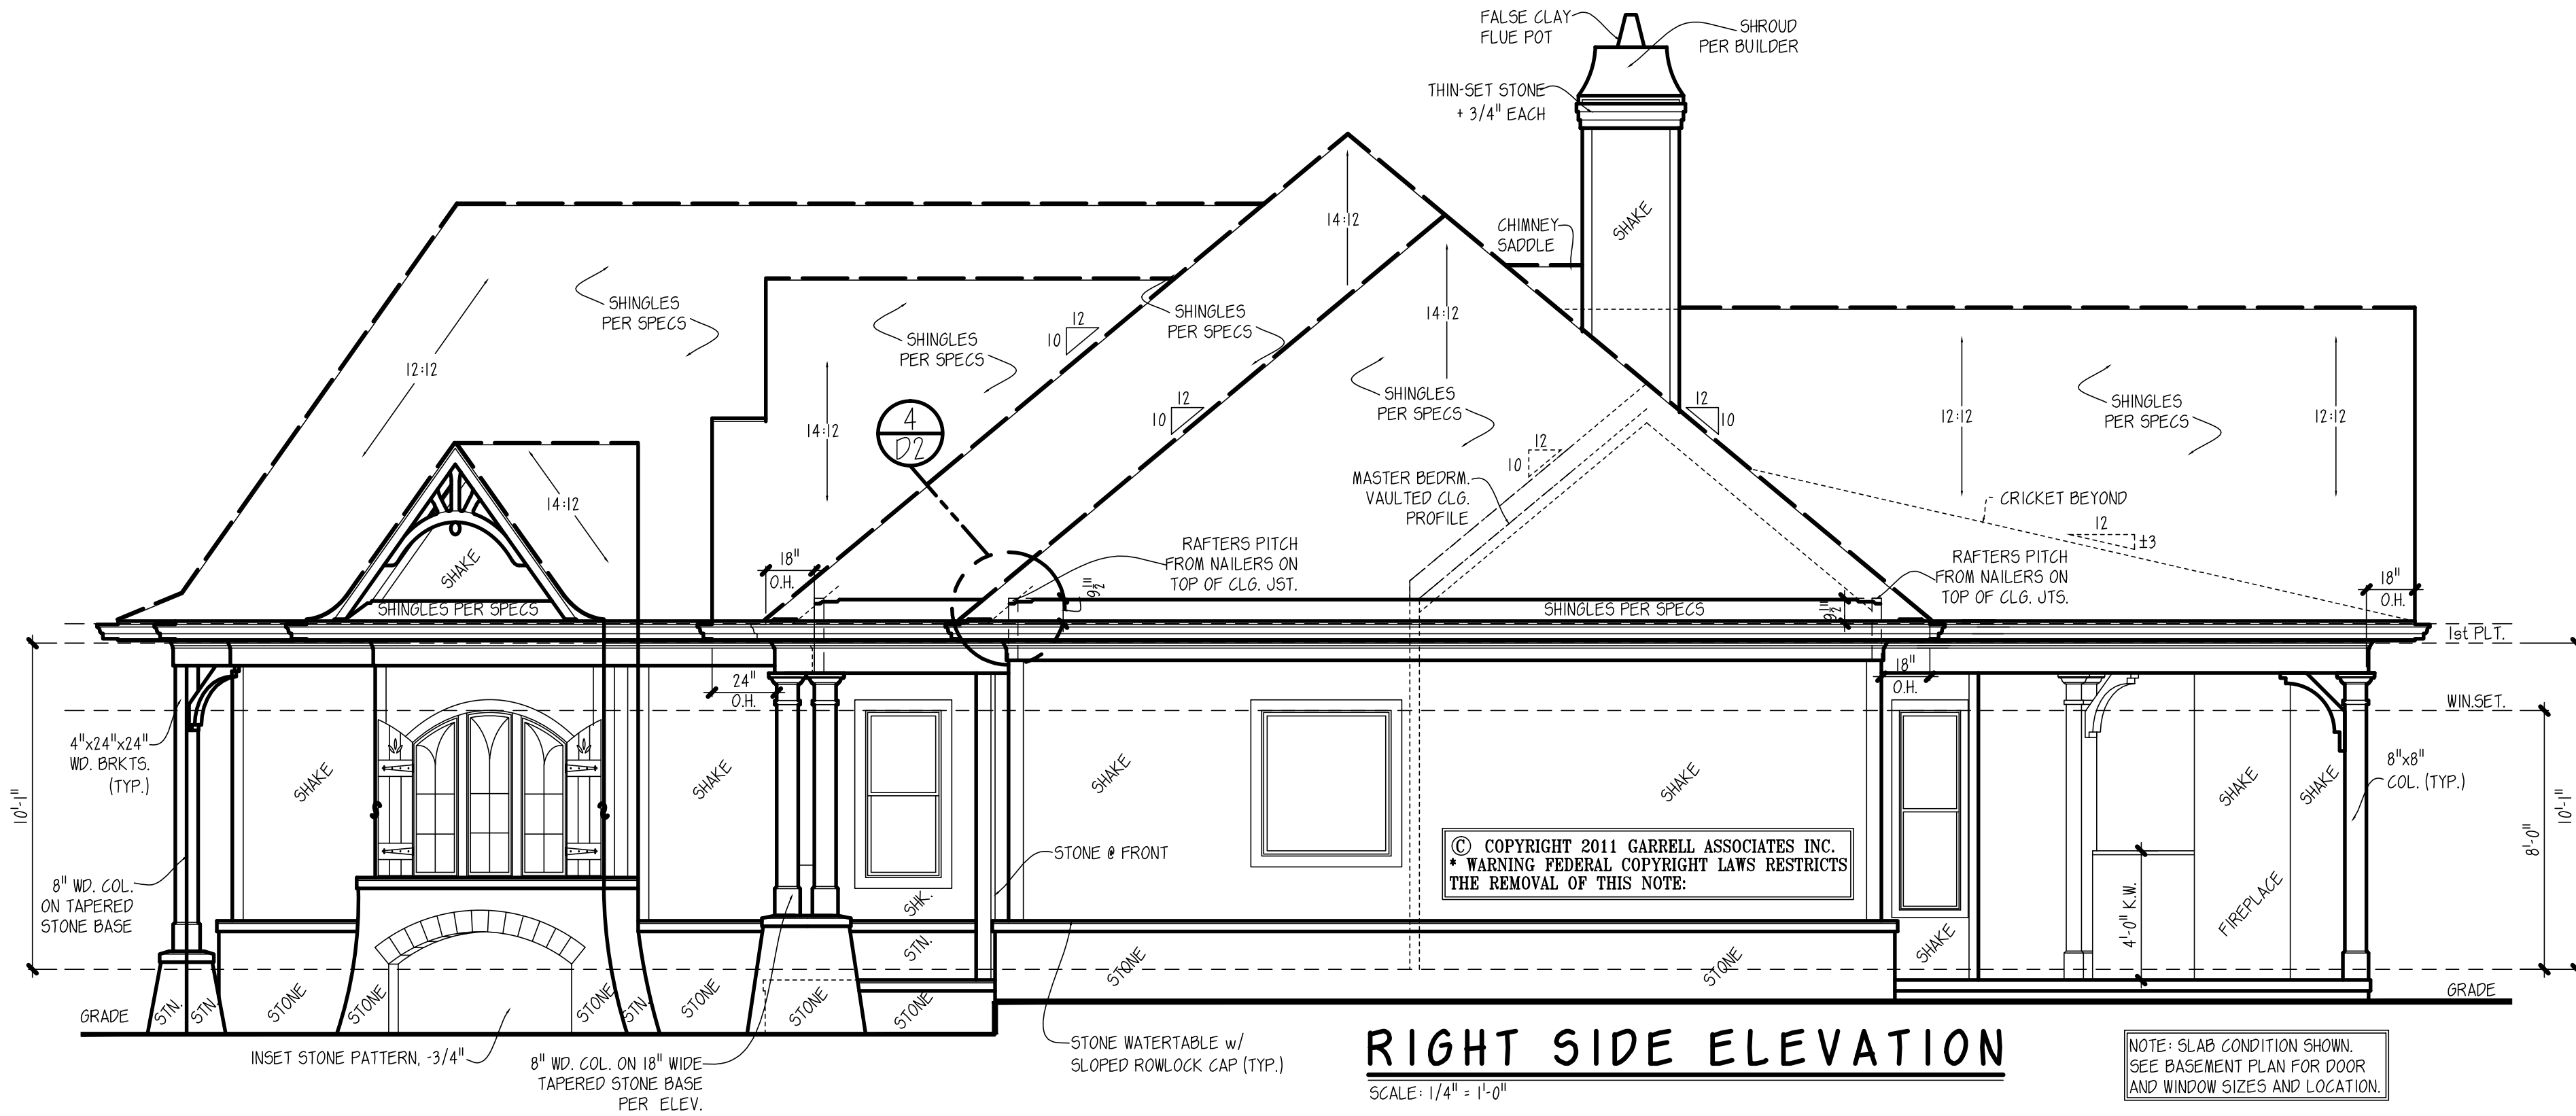 FALSE CLAY
FLUE POT
SHROUD
PER BUILDER
THIN-SET STONE
+ 3/4" EACH
SHAKE
CHIMNEY
SADDLE
14:12
14:12
SHINGLES
PER SPECS
12:12
SHINGLES
PER SPECS
14:12
12
10
SHINGLES
PER SPECS
12
10
SHINGLES
PER SPECS
12
10
12
10
MASTER BEDRM.
VAULTED CLG.
PROFILE
12:12
SHINGLES
PER SPECS
12:12
CRICKET BEYOND
12
±3
4
D2
14:12
SHAKE
SHINGLES PER SPECS
18"
O.H.
RAFTERS PITCH
FROM NAILERS ON
TOP OF CLG. JST.
9 1/2"
SHINGLES PER SPECS
9 1/2"
RAFTERS PITCH
FROM NAILERS ON
TOP OF CLG. JTS.
18"
O.H.
1st PLT.
24"
O.H.
18"
O.H.
WIN.SET.
4"x24"x24"
WD. BRKTS.
(TYP.)
10'-1"
SHAKE
SHAKE
SHAKE
SHAKE
SHAKE
SHAKE
8"x8"
COL. (TYP.)
8'-0"
10'-1"
8" WD. COL.
ON TAPERED
STONE BASE
STONE @ FRONT
© COPYRIGHT 2011 GARRELL ASSOCIATES INC.
* WARNING FEDERAL COPYRIGHT LAWS RESTRICTS
THE REMOVAL OF THIS NOTE:
SHK.
STN.
SHAKE
4'-0" K.W.
FIREPLACE
STONE
STONE
GRADE
STN.
STN.
STONE
STONE
STONE
STN.
STONE
STONE
STONE
GRADE
INSET STONE PATTERN, -3/4"
8" WD. COL. ON 18" WIDE
TAPERED STONE BASE
PER ELEV.
STONE WATERTABLE w/
SLOPED ROWLOCK CAP (TYP.)
RIGHT SIDE ELEVATION
SCALE: 1/4" = 1'-0"
NOTE: SLAB CONDITION SHOWN.
SEE BASEMENT PLAN FOR DOOR
AND WINDOW SIZES AND LOCATION.